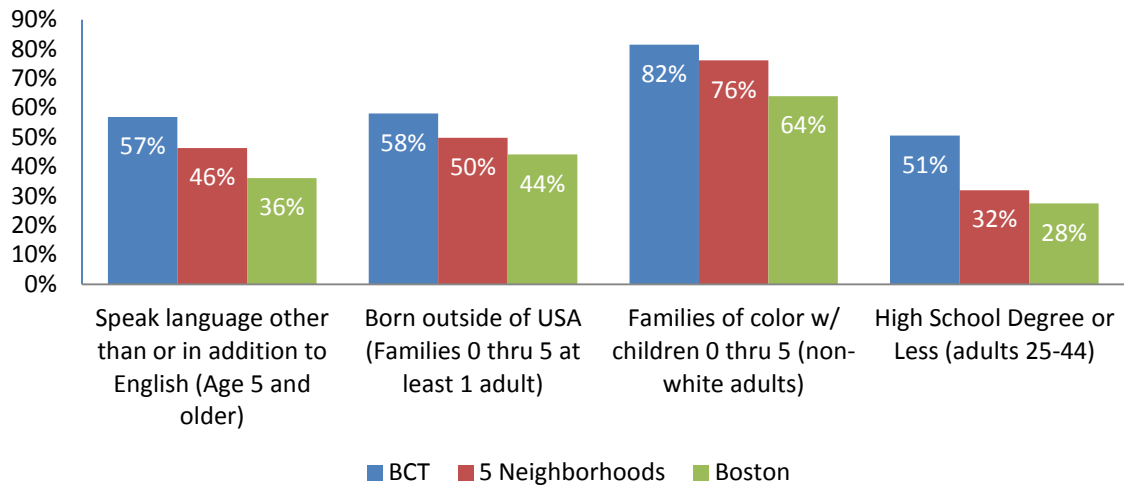 90%
80%
70%
60%
50%
40%
30%
20%
10%
0%
57%
46%
36%
58%
50%
44%
82%
76%
64%
51%
32%
28%
Speak language other
than or in addition to
English (Age 5 and
older)
Born outside of USA
(Families 0 thru 5 at
least 1 adult)
Families of color w/
children 0 thru 5 (non-
white adults)
High School Degree or
Less (adults 25-44)
BCT 5 Neighborhoods Boston